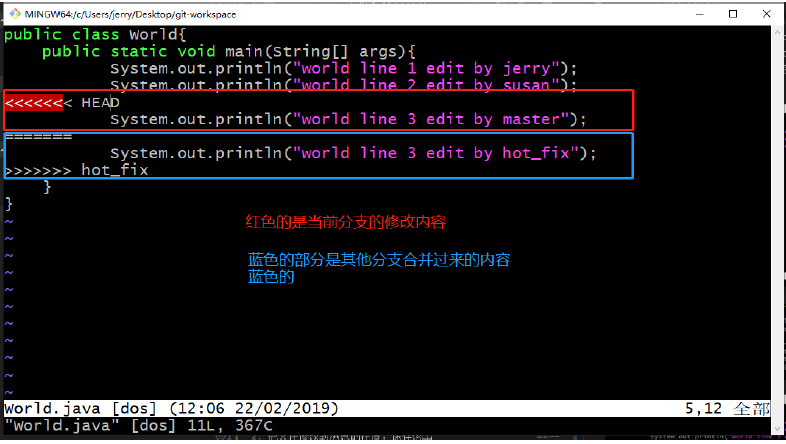 MINGW64:/c/Users/jerry/Desktop/git-workspace
public class world{
    public static void main(String[] args){
           System.out.println("world line 1 edit by jerry");
           System.out.println("world line 2 edit by susan");
<<<<<<< HEAD
           System.out.println("world line 3 edit by master");
=======
           System.out.println("world line 3 edit by hot_fix");
>>>>>>> hot_fix
    }
}
红色的是当前分支的修改内容
蓝色的部分是其他分支合并过来的内容
蓝色的
~
~
~
~
~
~
~
~
~
~
~
World.java [dos] (12:06 22/02/2019) 5,12 全部
"world.java" [dos] 11L, 367C